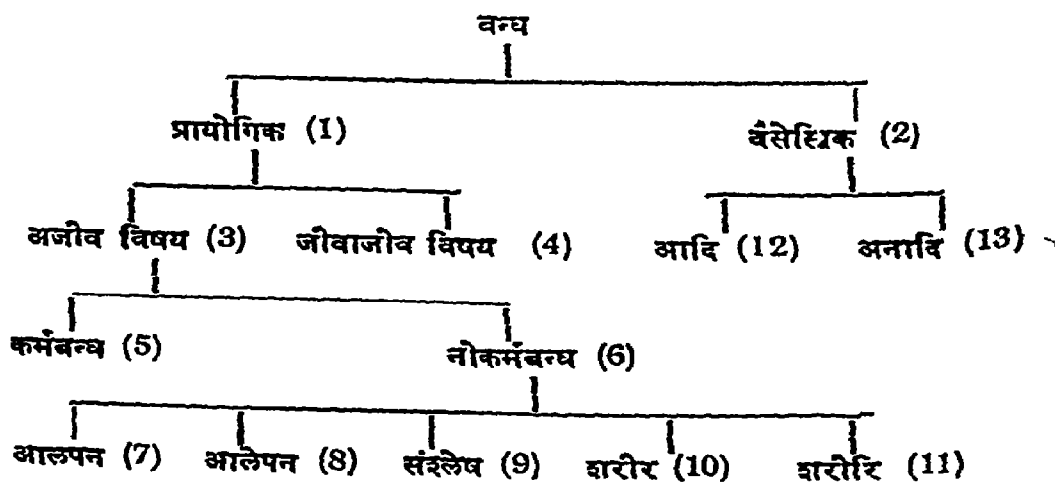 वन्ध
प्रायोगिक (1) वैसेस्रिक (2)
अजीव विषय (3) जीवाजीव विषय (4) आदि (12) अनादि (13)
कर्मबन्ध (5) नोकर्मबन्ध (6)
आलपन (7) आलेपन (8) संश्लेष (9) शरीर (10) शरीरि (11)